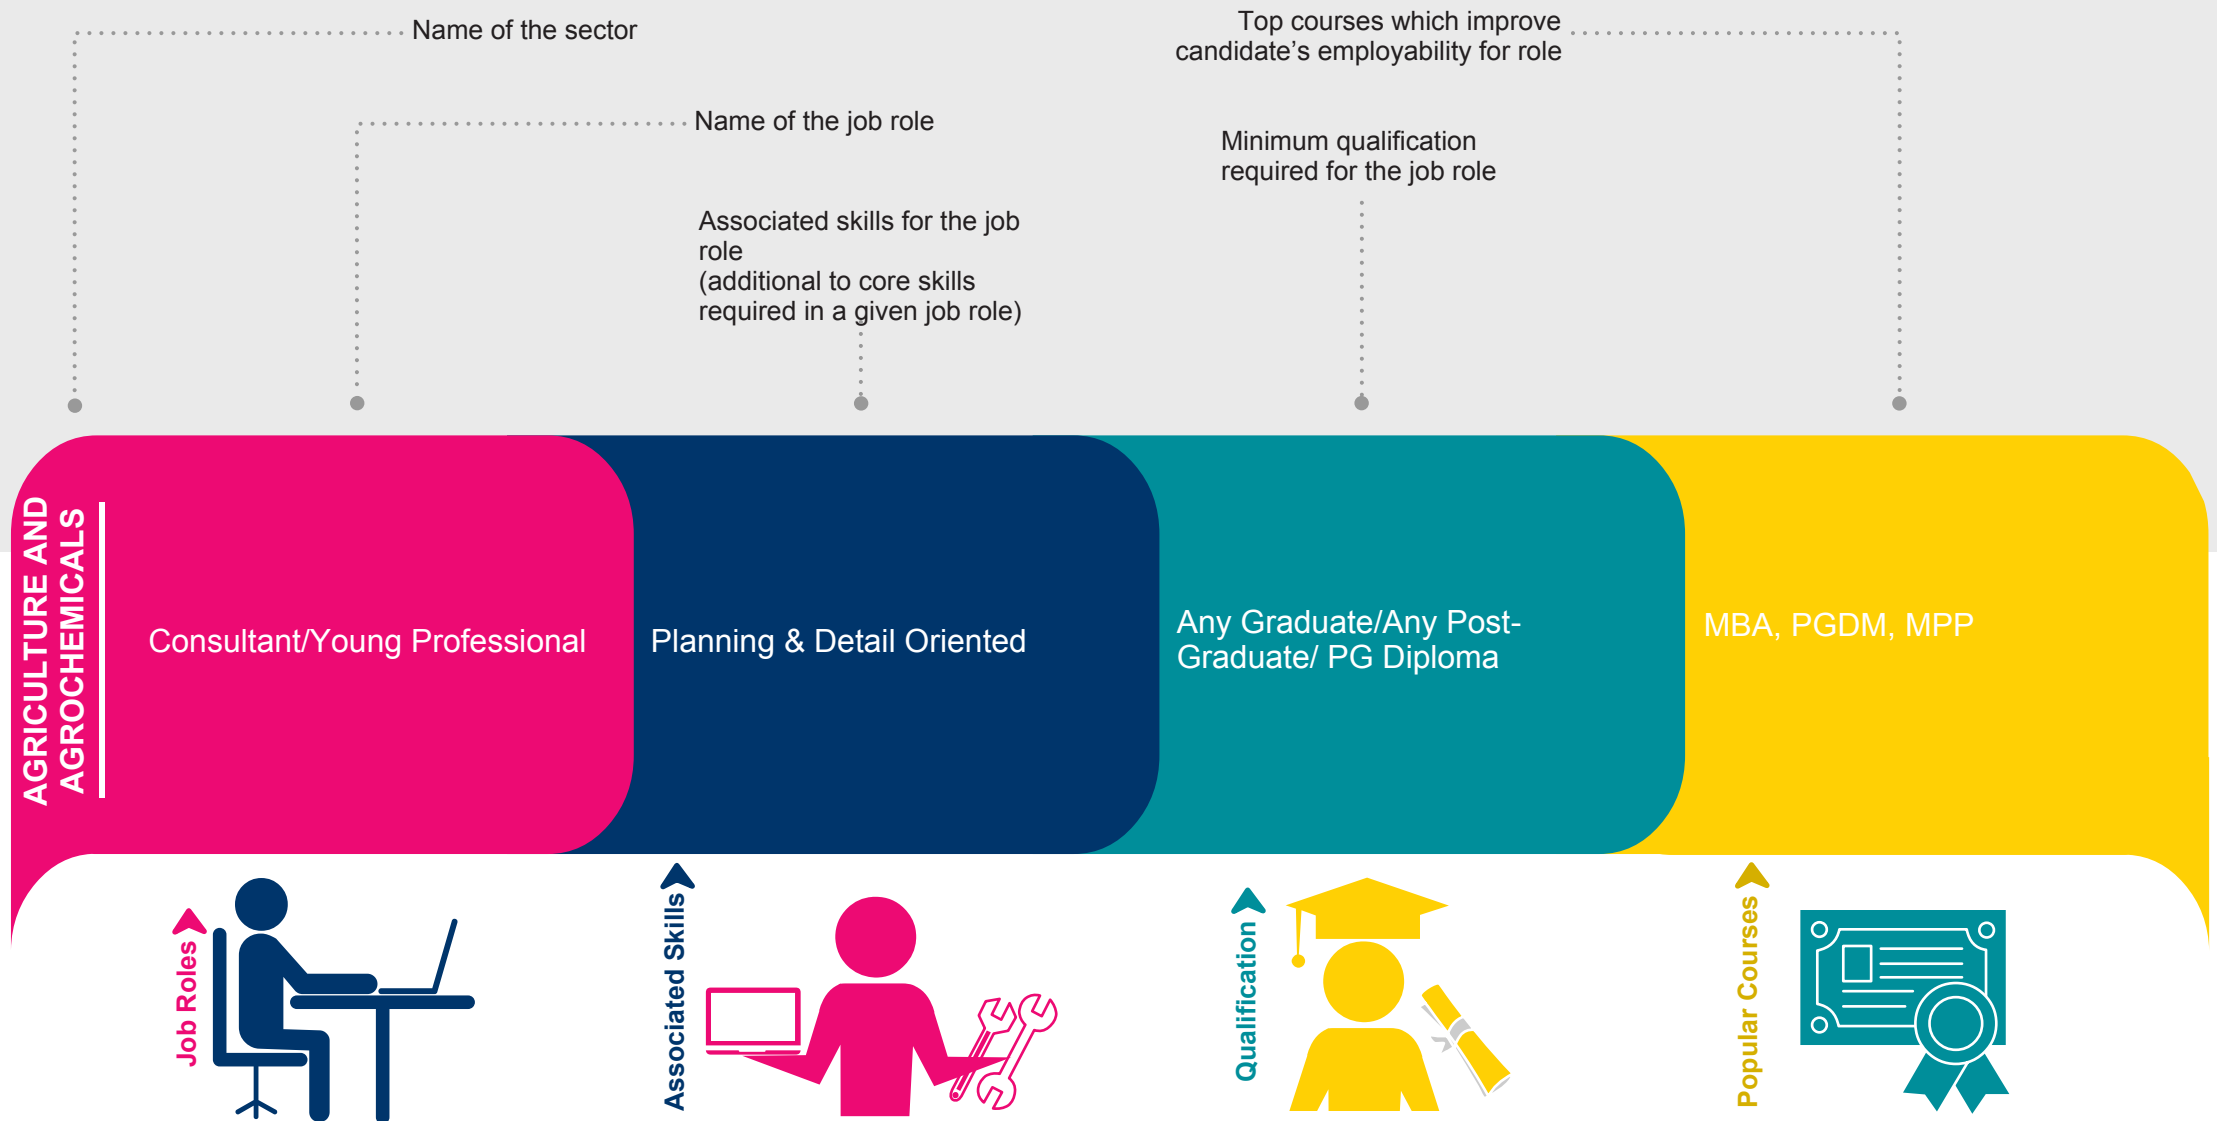 Name of the sector
Top courses which improve
candidate's employability for role
Name of the job role
Minimum qualification
required for the job role
Associated skills for the job
role
(additional to core skills
required in a given job role)
AGRICULTURE AND
AGROCHEMICALS
Consultant/Young Professional
Planning & Detail Oriented
Any Graduate/Any Post-
Graduate/ PG Diploma
MBA, PGDM, MPP
Job Roles
Associated Skills
Qualification
Popular Courses